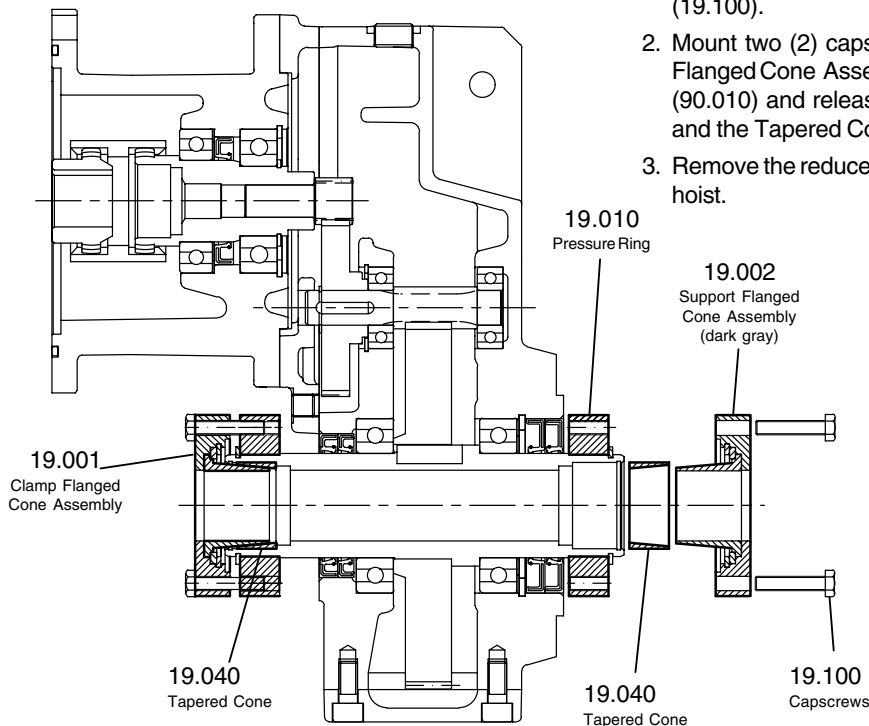 (19.100).
2. Mount two (2) caps
Flanged Cone Asse
(90.010) and releas
and the Tapered Co
3. Remove the reduce
hoist.
19.010
Pressure Ring
19.002
Support Flanged
Cone Assembly
(dark gray)
19.001
Clamp Flanged
Cone Assembly
19.040
Tapered Cone
19.040
Tapered Cone
19.100
Capscrews